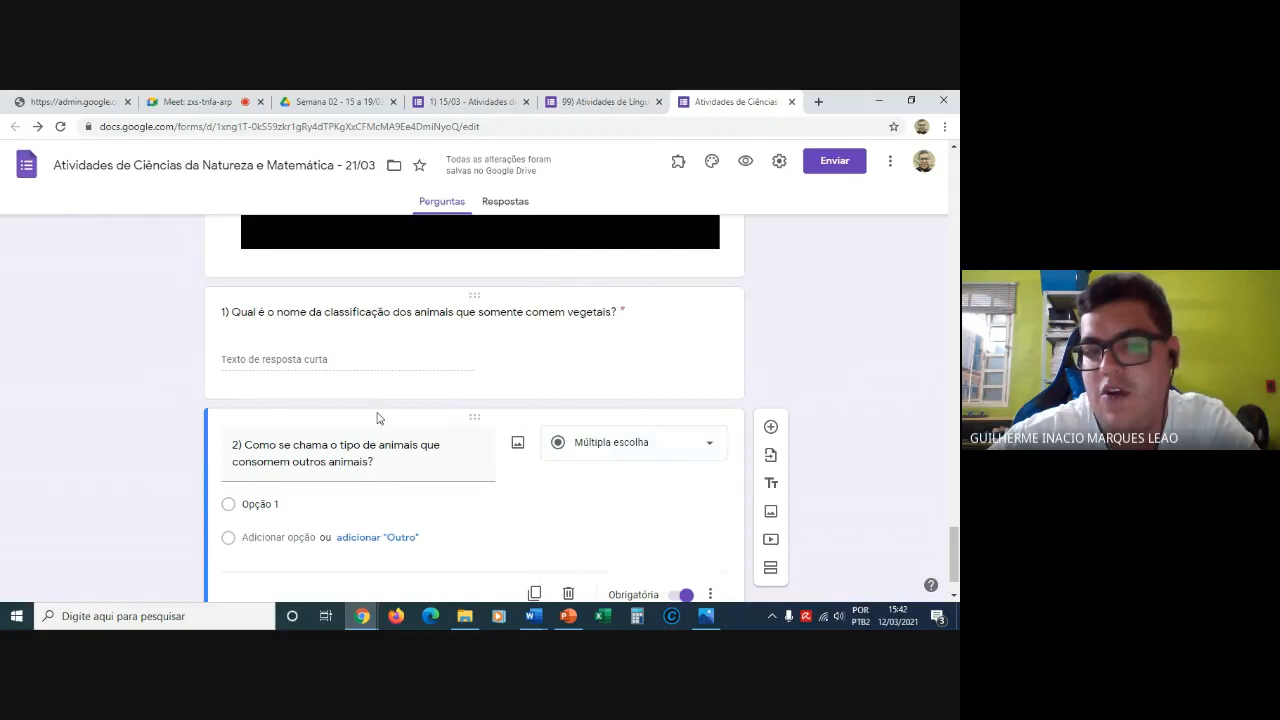 https://admin.google.c
Meet: zxs-tnfa-arp
Semana 02 - 15 a 19/03
1) 15/03 - Atividades d
99) Atividades de Língu
Atividades de Ciências
docs.google.com/forms/d/1xng1T-0kS59zkr1gRy4dTPKgXxCFMcMA9Ee4DmiNyoQ/edit
Atividades de Ciências da Natureza e Matemática - 21/03
Todas as alterações foram
salvas no Google Drive
Enviar
Perguntas
Respostas
1) Qual é o nome da classificação dos animais que somente comem vegetais? *
Texto de resposta curta
2) Como se chama o tipo de animais que
consomem outros animais?
Múltipla escolha
Opção 1
Adicionar opção ou adicionar "Outro"
Obrigatória
GUILHERME INACIO MARQUES LEAO
Digite aqui para pesquisar
POR
PTB2
15:42
12/03/2021
3